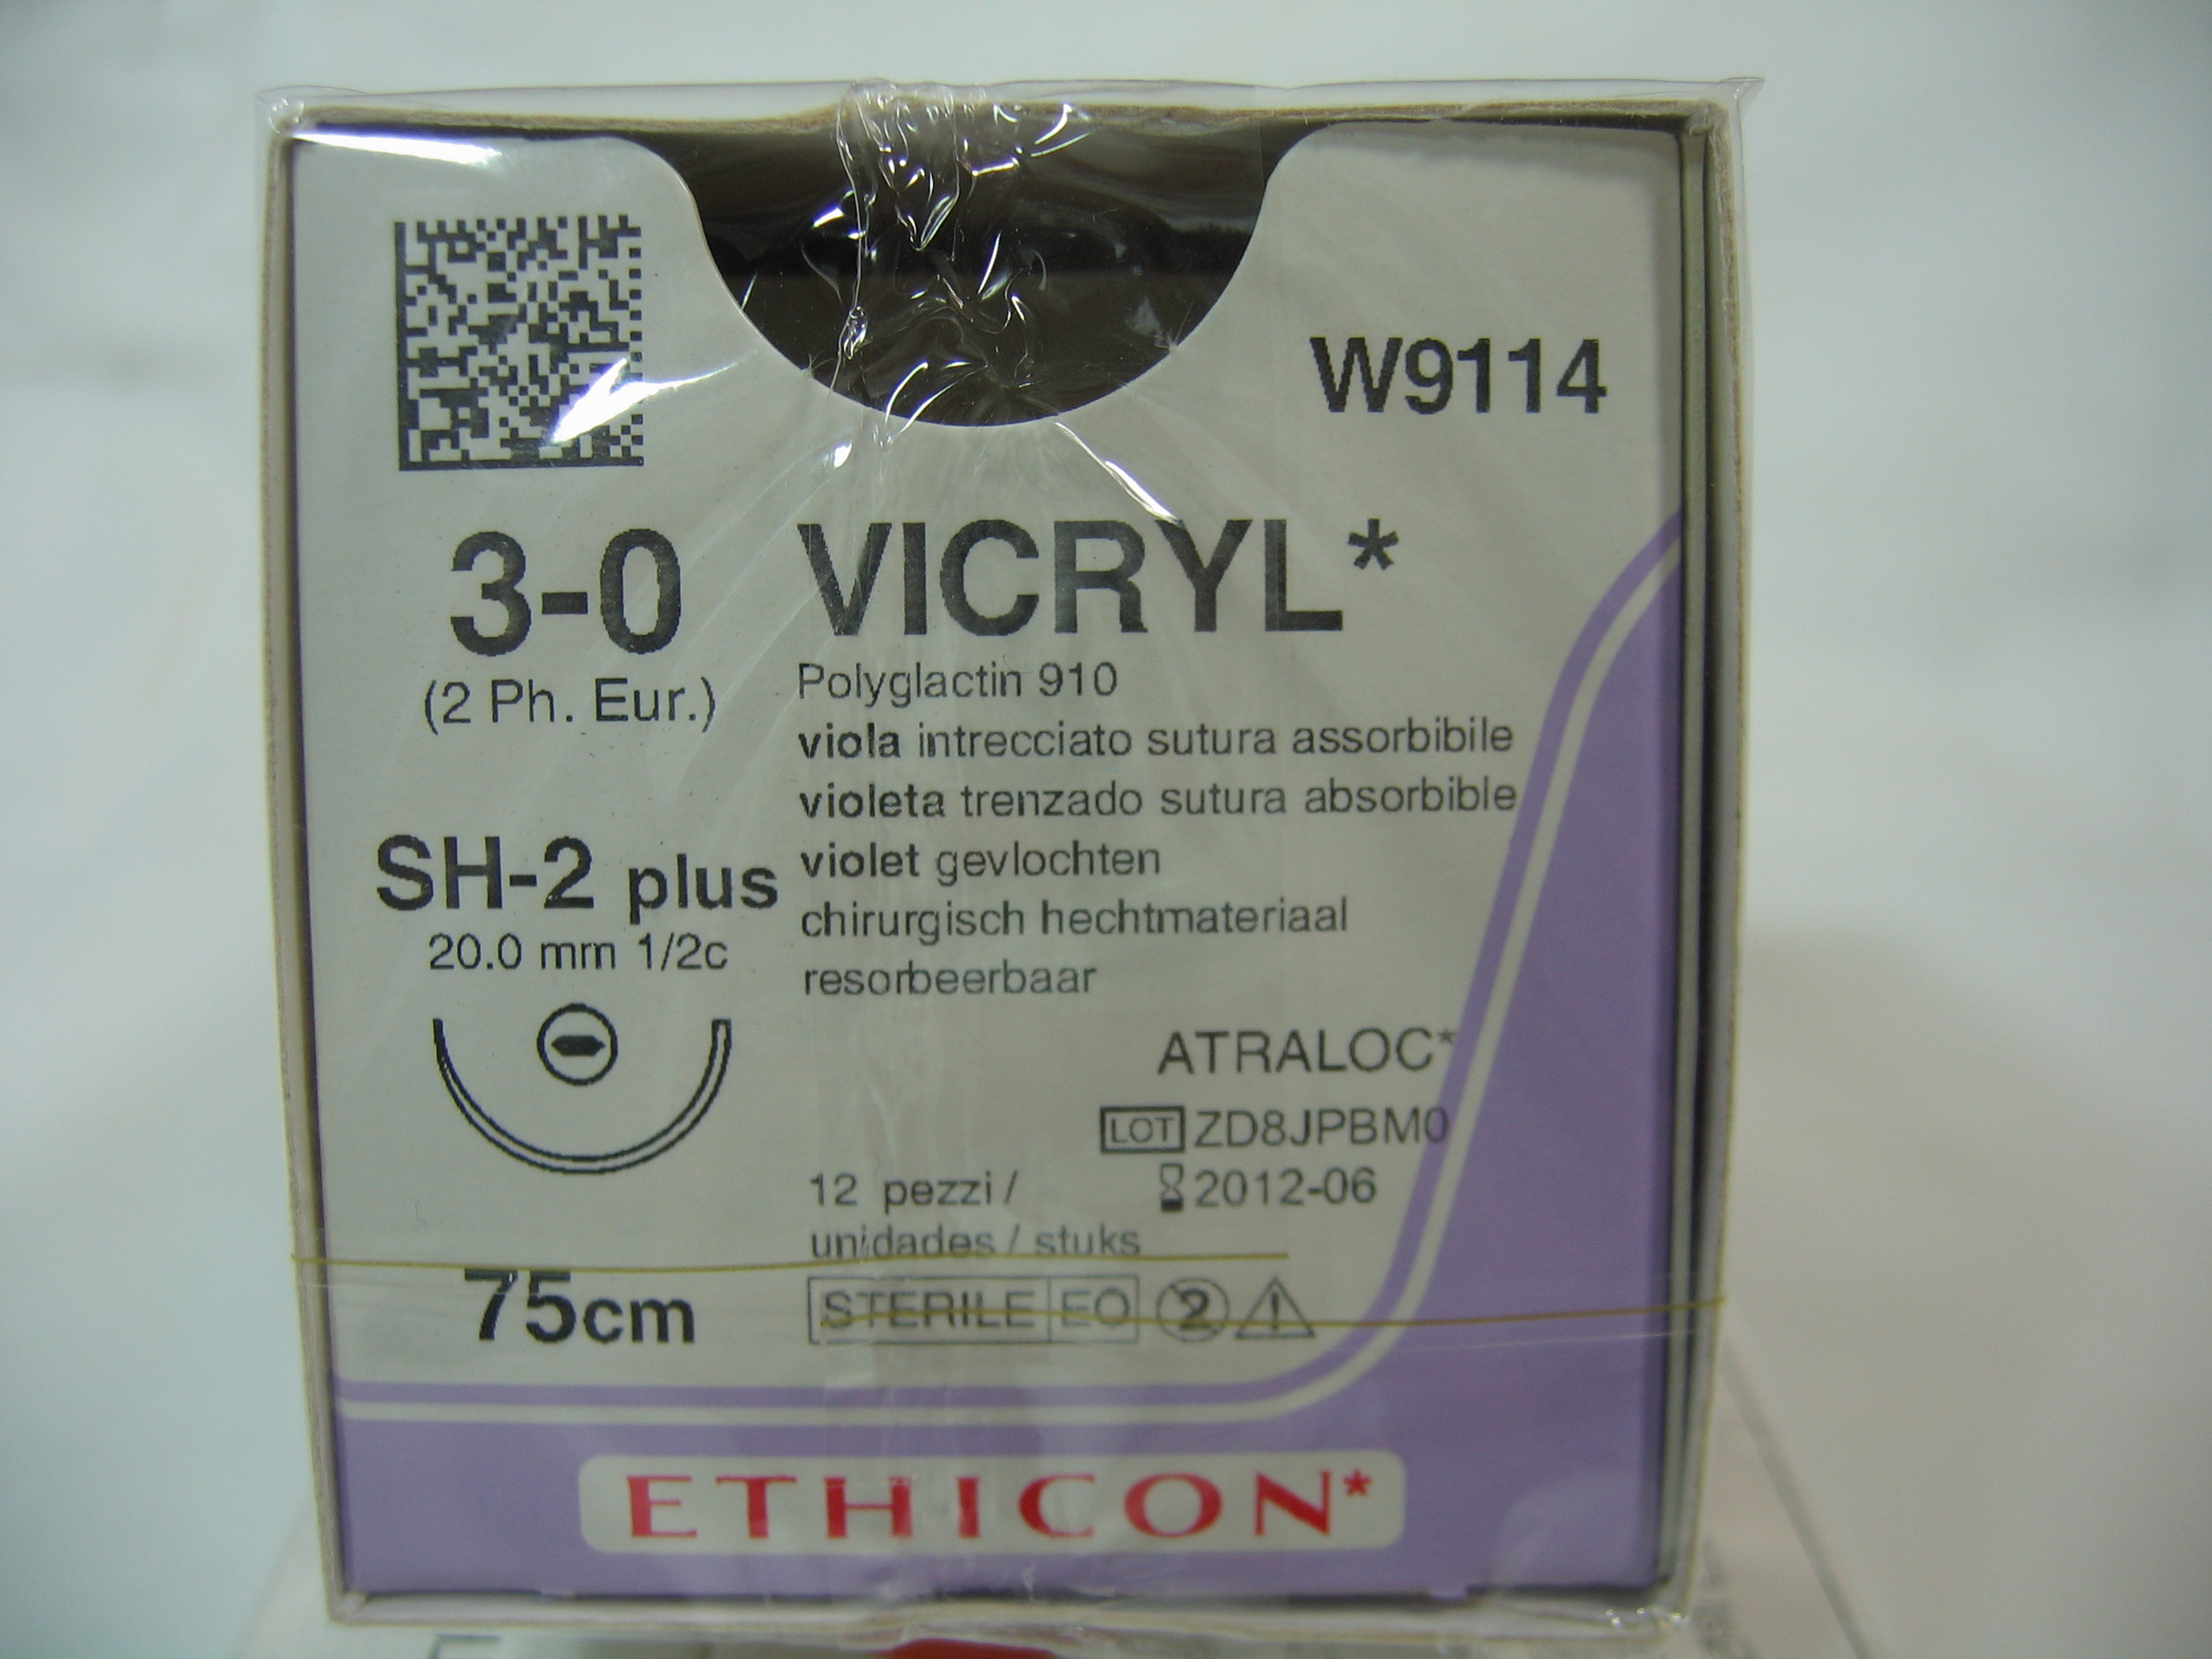 W9114
3-0
(2 Ph. Eur.)
VICRYL*
Polyglactin 910
viola intrecciato sutura assorbibile
violeta trenzado sutura absorbible
violet gevlochten
chirurgisch hechtmateriaal
resorbeerbaar
SH-2 plus
20.0 mm 1/2c
ATRALOC*
LOT ZD8JPBM0
2012-06
12 pezzi /
unidades / stuks
75cm
STERILE EO 2 !
ETHICON*